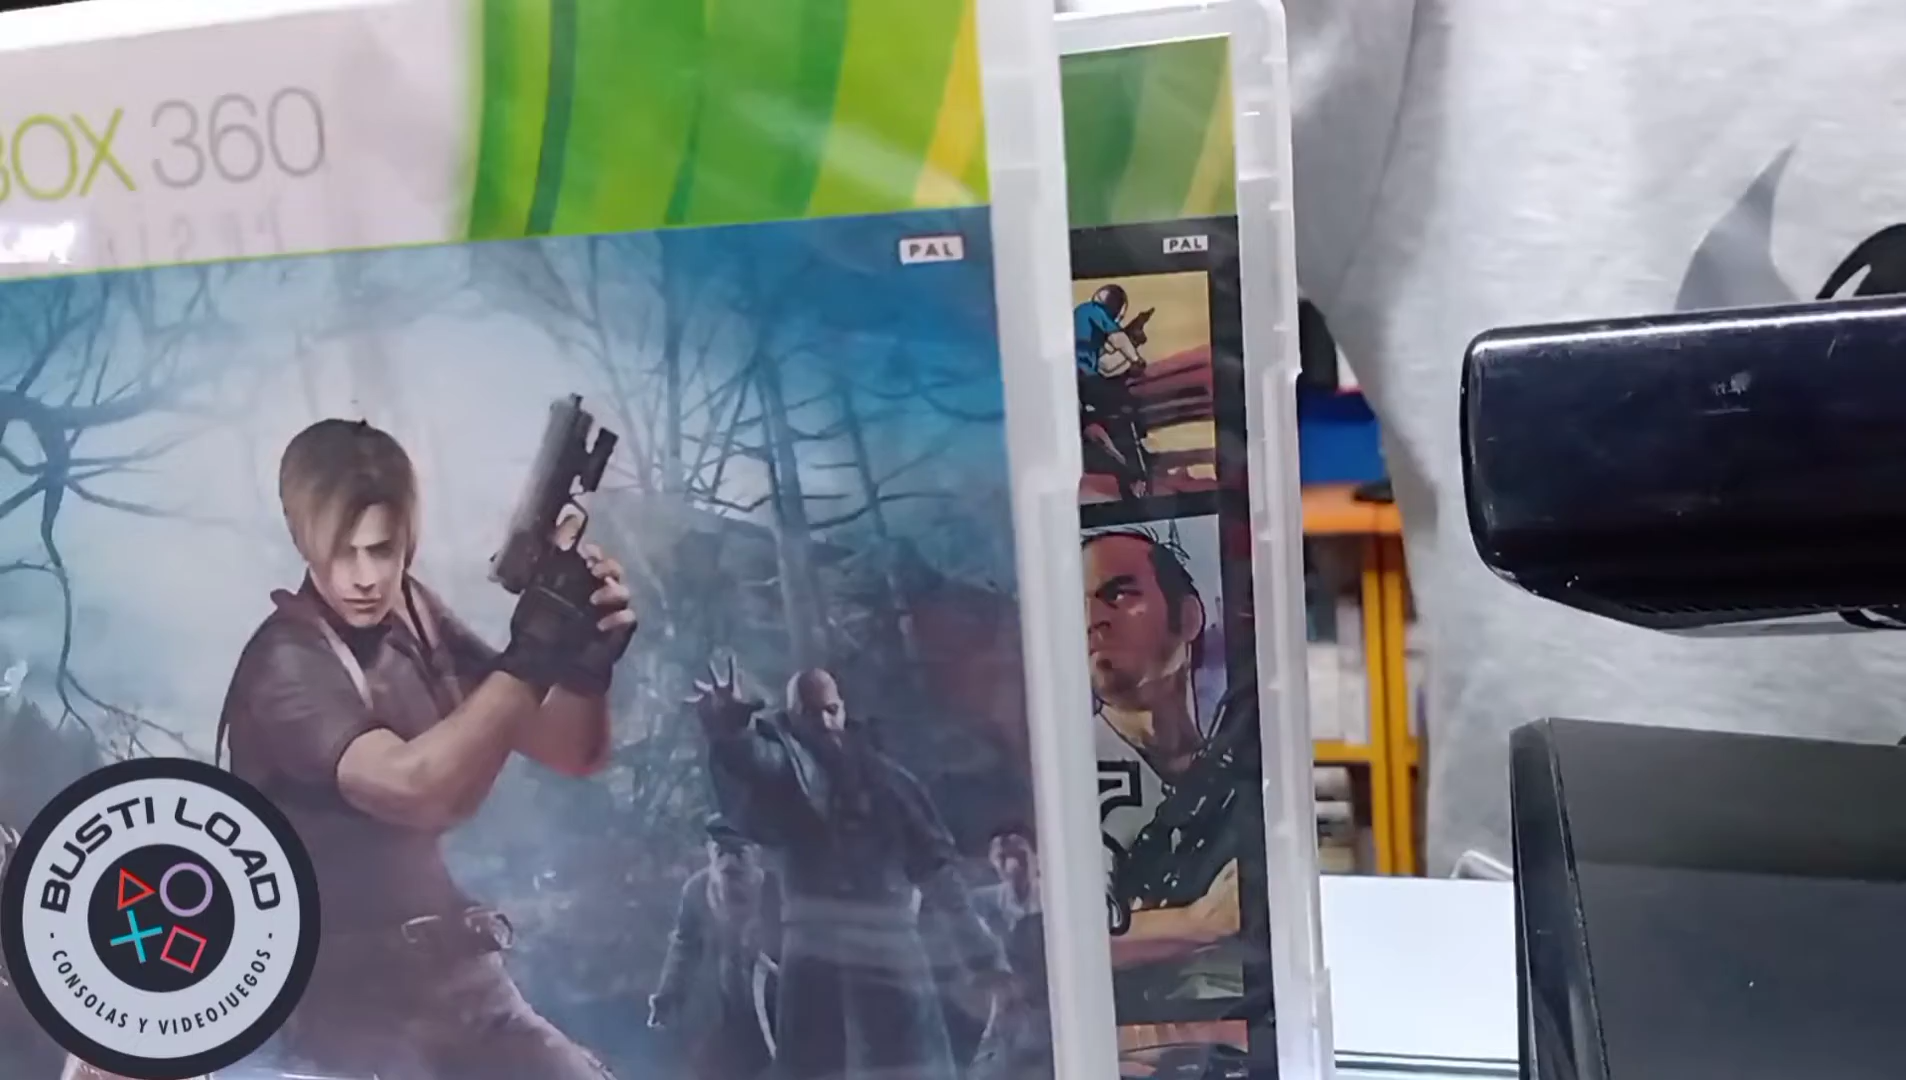 BOX 360
PAL
PAL
BUSTI LOAD
· CONSOLAS Y VIDEOJUEGOS ·